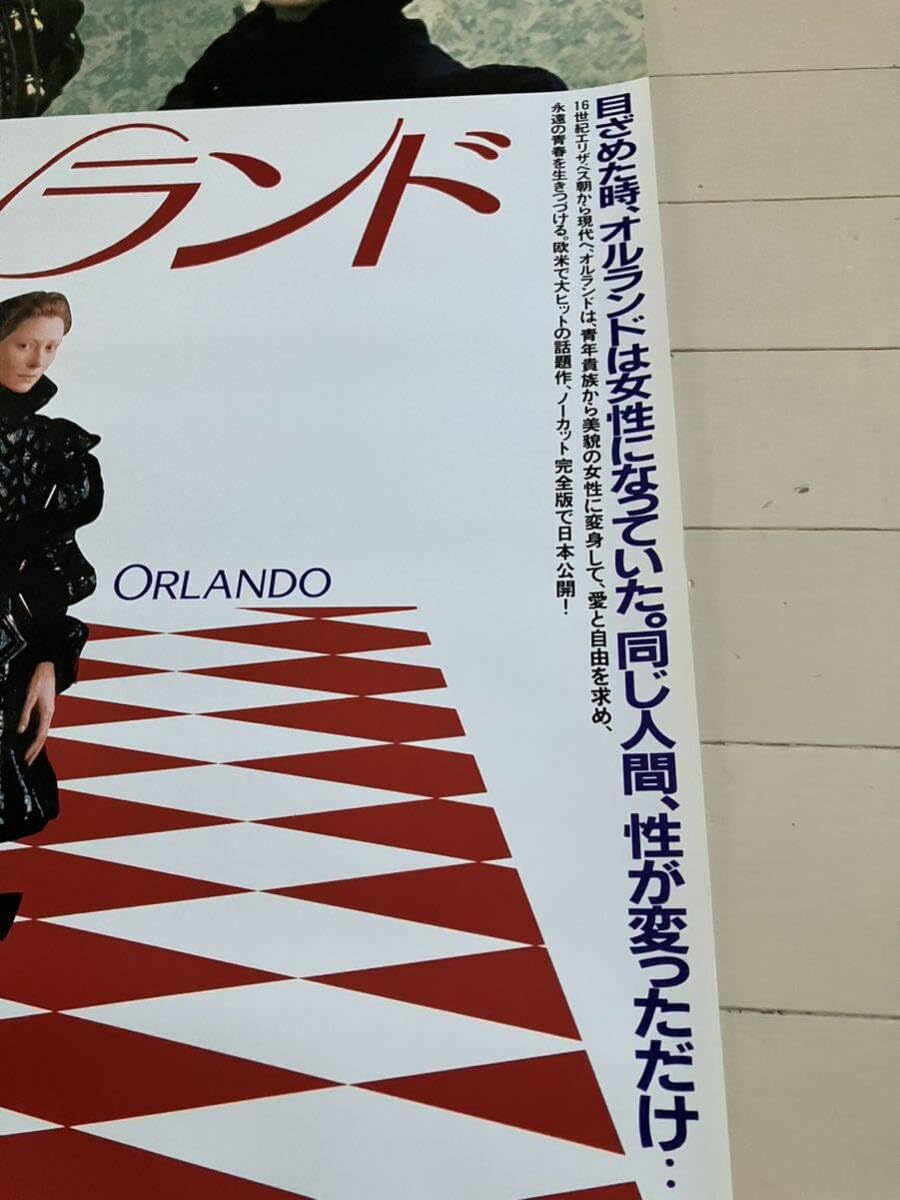 ランド
目ざめた時、オルランドは女性になっていた。同じ人間、性が変っただけ‥
16世紀エリザベス朝から現代へ、オルランドは、青年貴族から美貌の女性に変身して、愛と自由を求め、
永遠の青春を生きつづける。欧米で大ヒットの話題作、ノーカット完全版で日本公開！
ORLANDO